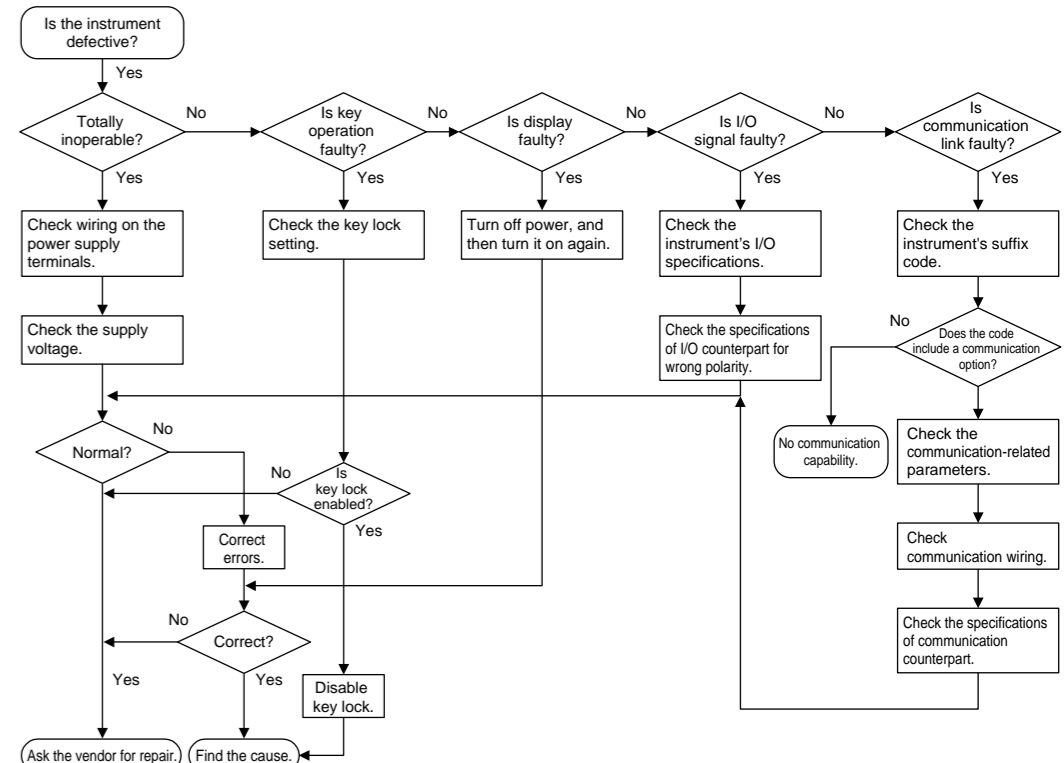 Is the instrument
defective?
Yes
Totally
inoperable?
No
Is key
operation
faulty?
No
Is display
faulty?
No
Is I/O
signal faulty?
No
Is
communication
link faulty?
Yes
Yes
Yes
Yes
Yes
Check wiring on the
power supply
terminals.
Check the key lock
setting.
Turn off power, and
then turn it on again.
Check the
instrument's I/O
specifications.
Check the
instrument's suffix
code.
Check the supply
voltage.
Check the specifications
of I/O counterpart for
wrong polarity.
No
Does the code
include a communication
option?
Normal?
No
No
Is
key lock
enabled?
Yes
No communication
capability.
Check the
communication-related
parameters.
Correct
errors.
Check
communication wiring.
No
Correct?
Check the specifications
of communication
counterpart.
Yes
Yes
Disable
key lock.
Ask the vendor for repair.
Find the cause.